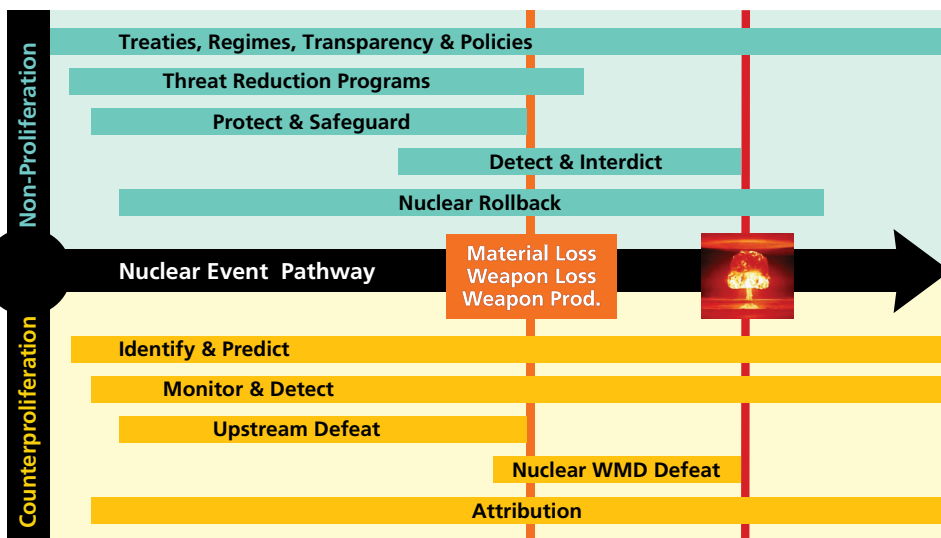 Non-Proliferation
Treaties, Regimes, Transparency & Policies
Threat Reduction Programs
Protect & Safeguard
Detect & Interdict
Nuclear Rollback
Nuclear Event Pathway
Material Loss
Weapon Loss
Weapon Prod.
Counterproliferation
Identify & Predict
Monitor & Detect
Upstream Defeat
Nuclear WMD Defeat
Attribution